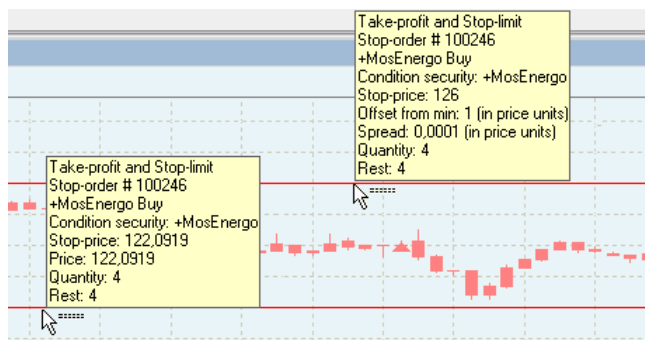 Take-profit and Stop-limit
Stop-order # 100246
+MosEnergo Buy
Condition security: +MosEnergo
Stop-price: 126
Offset from min: 1 (in price units)
Spread: 0,0001 (in price units)
Quantity: 4
Rest: 4
Take-profit and Stop-limit
Stop-order # 100246
+MosEnergo Buy
Condition security: +MosEnergo
Stop-price: 122,0919
Price: 122,0919
Quantity: 4
Rest: 4